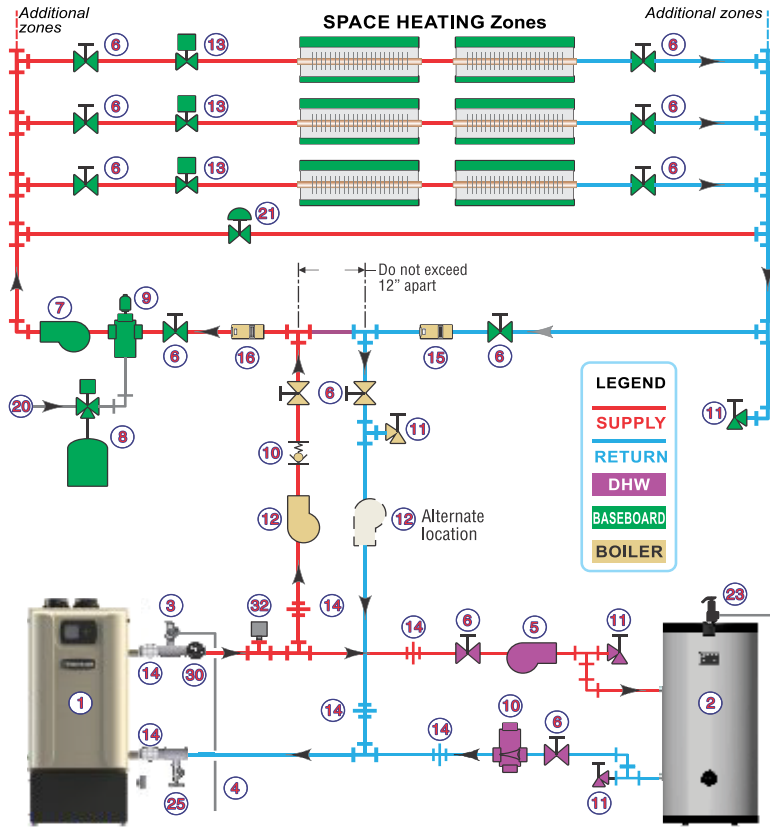 Additional zones
SPACE HEATING Zones
Additional zones
6 13 6
6 13 6
6 13 6
21
Do not exceed
12” apart
7 9
6 16 15 6
20
8
6
11
11
10
12
12 Alternate
location
LEGEND
SUPPLY
RETURN
DHW
BASEBOARD
BOILER
3 32 14 23
14 6 5 11
14 30
1 2
14 14 14 10 6
25 4 11